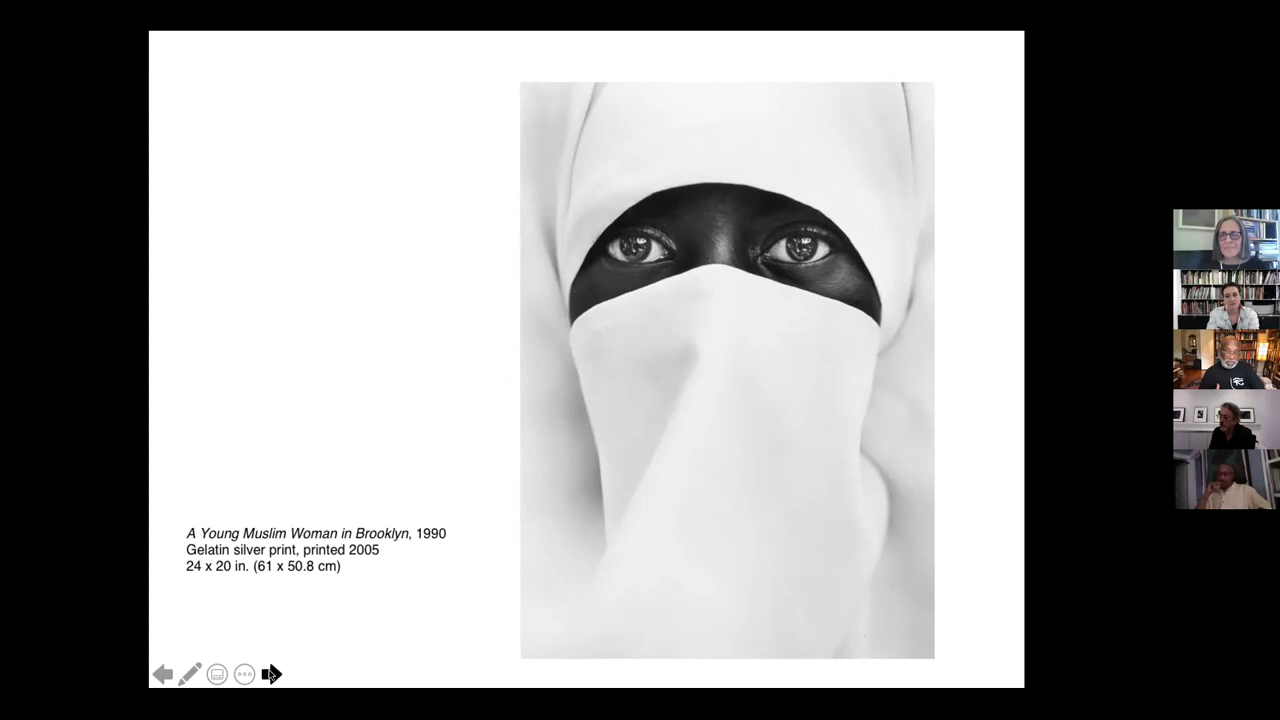 A Young Muslim Woman in Brooklyn, 1990
Gelatin silver print, printed 2005
24 x 20 in. (61 x 50.8 cm)